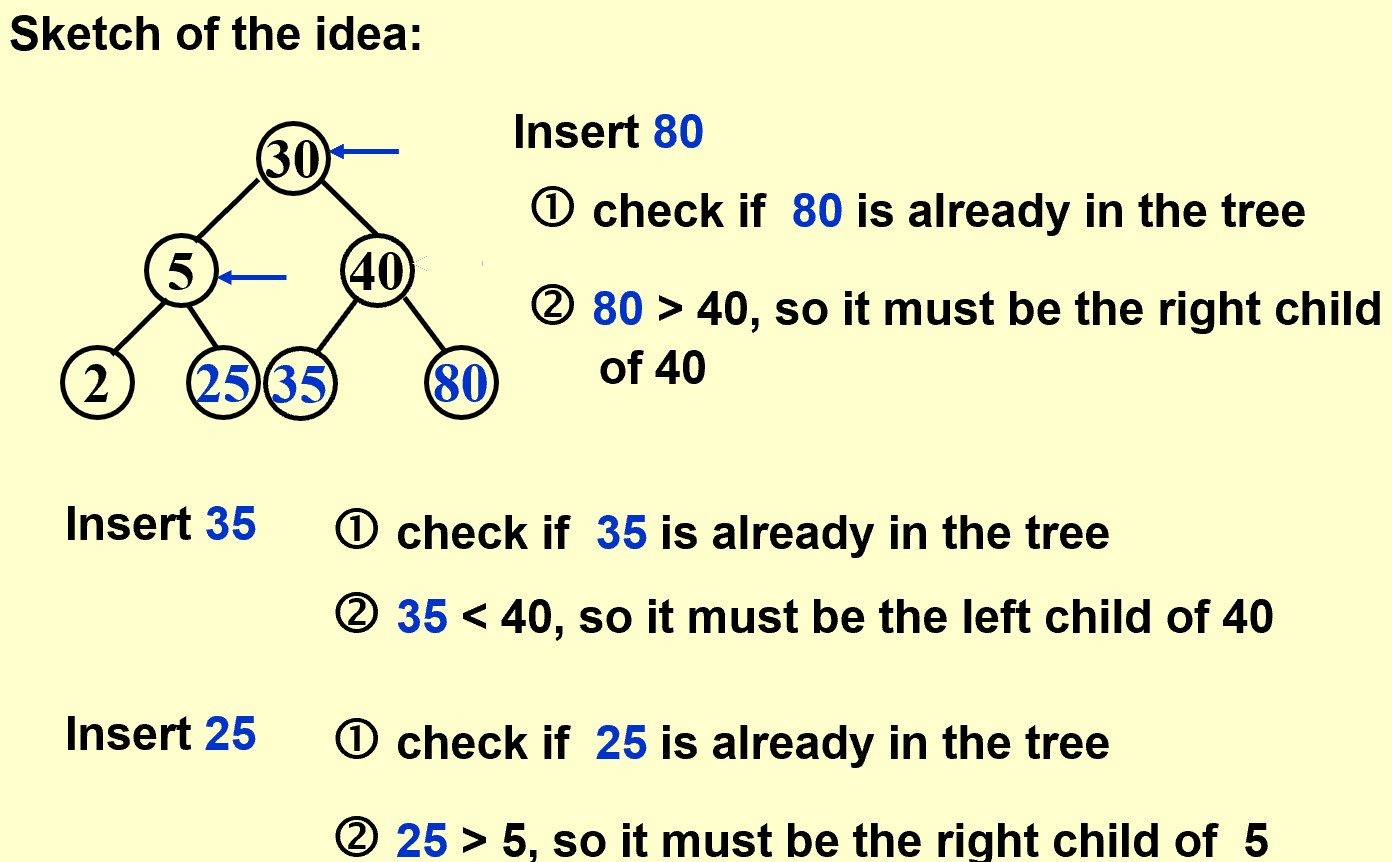 Sketch of the idea:
30
5
40
2
25
35
80
Insert 80
① check if 80 is already in the tree
② 80 > 40, so it must be the right child
of 40
Insert 35
① check if 35 is already in the tree
② 35 < 40, so it must be the left child of 40
Insert 25
① check if 25 is already in the tree
② 25 > 5, so it must be the right child of 5